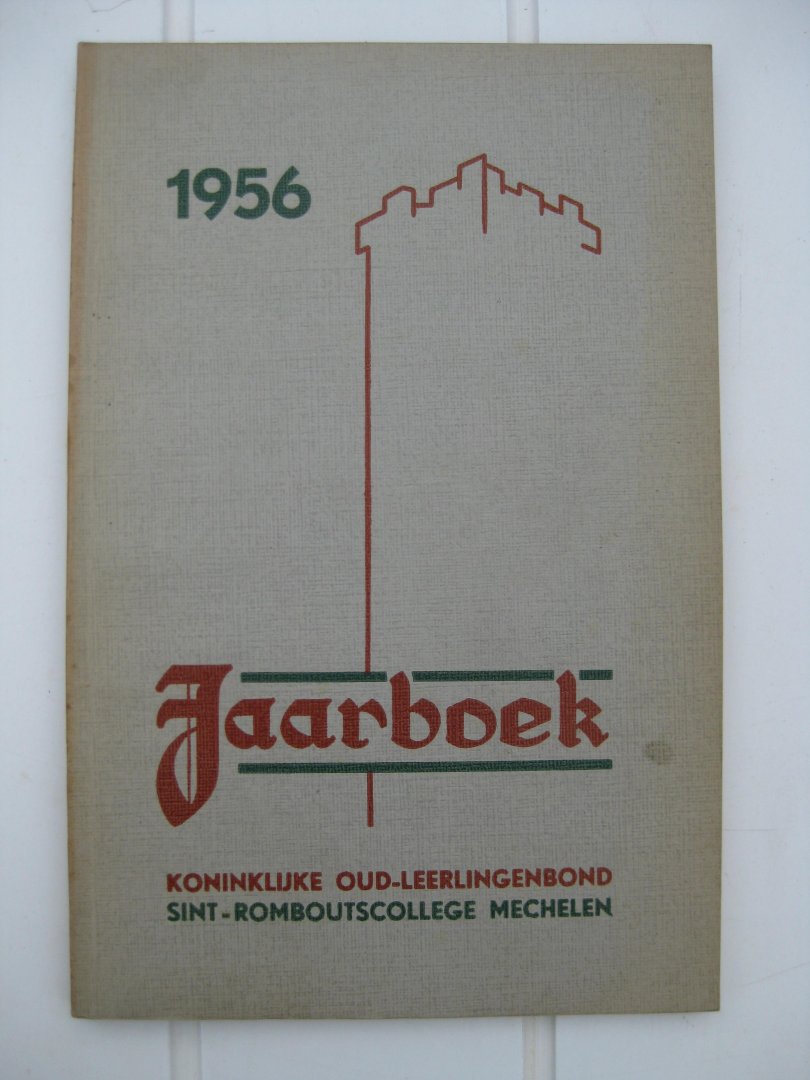 1956
Jaarboek
KONINKLIJKE OUD-LEERLINGENBOND
SINT-ROMBOUTSCOLLEGE MECHELEN